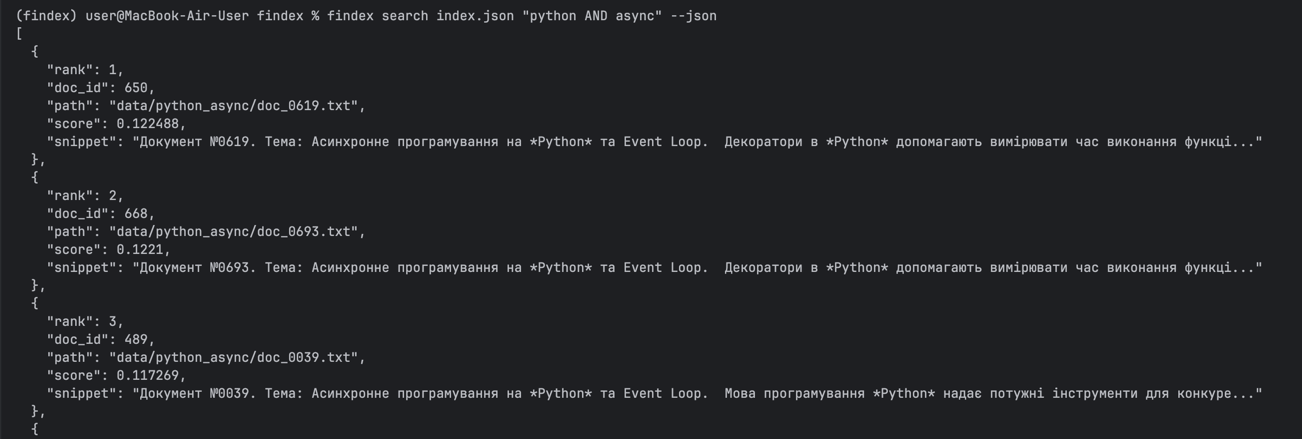 (findex) user@MacBook-Air-User findex % findex search index.json "python AND async" --json
[
  {
    "rank": 1,
    "doc_id": 650,
    "path": "data/python_async/doc_0619.txt",
    "score": 0.122488,
    "snippet": "Документ №0619. Тема: Асинхронне програмування на *Python* та Event Loop.  Декоратори в *Python* допомагають вимірювати час виконання функці..."
  },
  {
    "rank": 2,
    "doc_id": 668,
    "path": "data/python_async/doc_0693.txt",
    "score": 0.1221,
    "snippet": "Документ №0693. Тема: Асинхронне програмування на *Python* та Event Loop.  Декоратори в *Python* допомагають вимірювати час виконання функці..."
  },
  {
    "rank": 3,
    "doc_id": 489,
    "path": "data/python_async/doc_0039.txt",
    "score": 0.117269,
    "snippet": "Документ №0039. Тема: Асинхронне програмування на *Python* та Event Loop.  Мова програмування *Python* надає потужні інструменти для конкуре..."
  },
  {